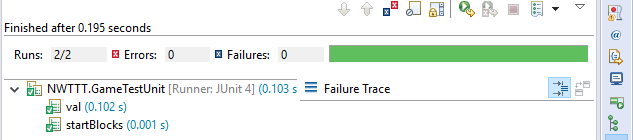 Finished after 0.195 seconds
Runs: 2/2 Errors: 0 Failures: 0
NWTTT.GameTestUnit [Runner: JUnit 4] (0.103 s
Failure Trace
val (0.102 s)
startBlocks (0.001 s)